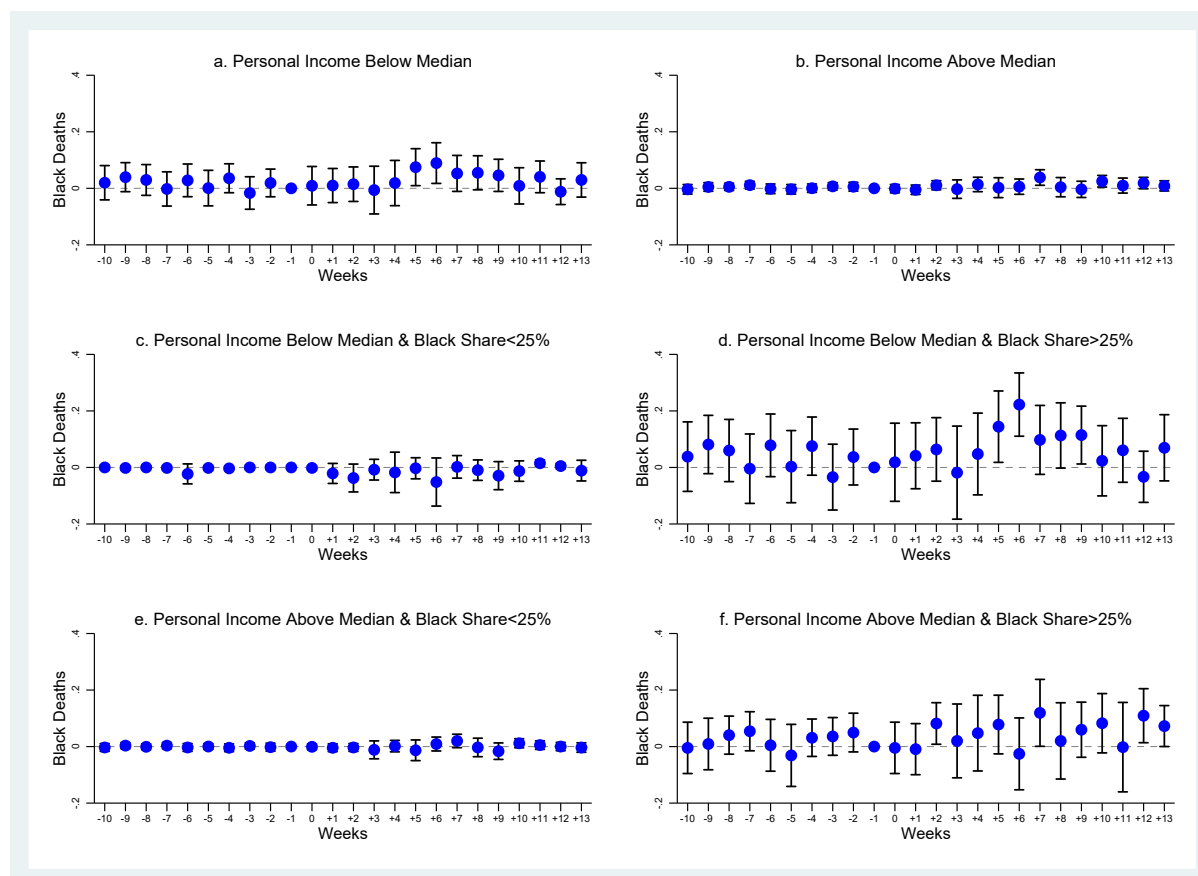 a. Personal Income Below Median
.4
.2
0
-.2
Black Deaths
-10 -9 -8 -7 -6 -5 -4 -3 -2 -1 0 +1 +2 +3 +4 +5 +6 +7 +8 +9 +10 +11 +12 +13
Weeks
b. Personal Income Above Median
.4
.2
0
-.2
Black Deaths
-10 -9 -8 -7 -6 -5 -4 -3 -2 -1 0 +1 +2 +3 +4 +5 +6 +7 +8 +9 +10 +11 +12 +13
Weeks
c. Personal Income Below Median & Black Share<25%
.4
.2
0
-.2
Black Deaths
-10 -9 -8 -7 -6 -5 -4 -3 -2 -1 0 +1 +2 +3 +4 +5 +6 +7 +8 +9 +10 +11 +12 +13
Weeks
d. Personal Income Below Median & Black Share>25%
.4
.2
0
-.2
Black Deaths
-10 -9 -8 -7 -6 -5 -4 -3 -2 -1 0 +1 +2 +3 +4 +5 +6 +7 +8 +9 +10 +11 +12 +13
Weeks
e. Personal Income Above Median & Black Share<25%
.4
.2
0
-.2
Black Deaths
-10 -9 -8 -7 -6 -5 -4 -3 -2 -1 0 +1 +2 +3 +4 +5 +6 +7 +8 +9 +10 +11 +12 +13
Weeks
f. Personal Income Above Median & Black Share>25%
.4
.2
0
-.2
Black Deaths
-10 -9 -8 -7 -6 -5 -4 -3 -2 -1 0 +1 +2 +3 +4 +5 +6 +7 +8 +9 +10 +11 +12 +13
Weeks